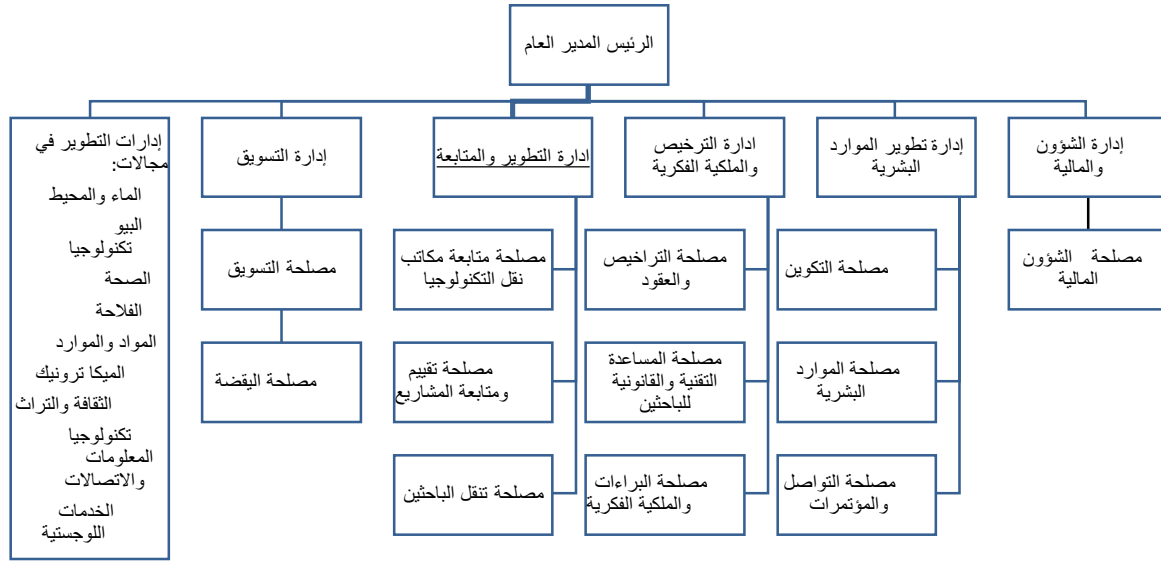 الرئيس المدير العام
إدارة الشؤون
والمالية
إدارة تطوير الموارد
البشرية
ادارة الترخيص
والملكية الفكرية
ادارة التطوير والمتابعة
إدارة التسويق
إدارات التطوير في
مجالات:
الماء والمحيط
البيو
تكنولوجيا
الصحة
الفلاحة
المواد والموارد
الميكا ترونيك
الثقافة والتراث
تكنولوجيا
المعلومات
والاتصالات
الخدمات
اللوجستية
مصلحة الشؤون
المالية
مصلحة التكوين
مصلحة التراخيص
والعقود
مصلحة متابعة مكاتب
نقل التكنولوجيا
مصلحة التسويق
مصلحة الموارد
البشرية
مصلحة المساعدة
التقنية والقانونية
للباحثين
مصلحة تقييم
ومتابعة المشاريع
مصلحة اليقضة
مصلحة التواصل
والمؤتمرات
مصلحة البراءات
والملكية الفكرية
مصلحة تنقل الباحثين